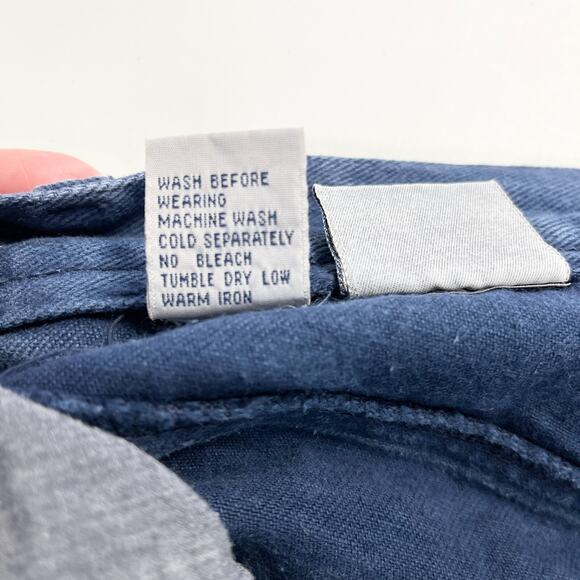 WASH BEFORE
WEARING
MACHINE WASH
COLD SEPARATELY
NO BLEACH
TUMBLE DRY LOW
WARM IRON